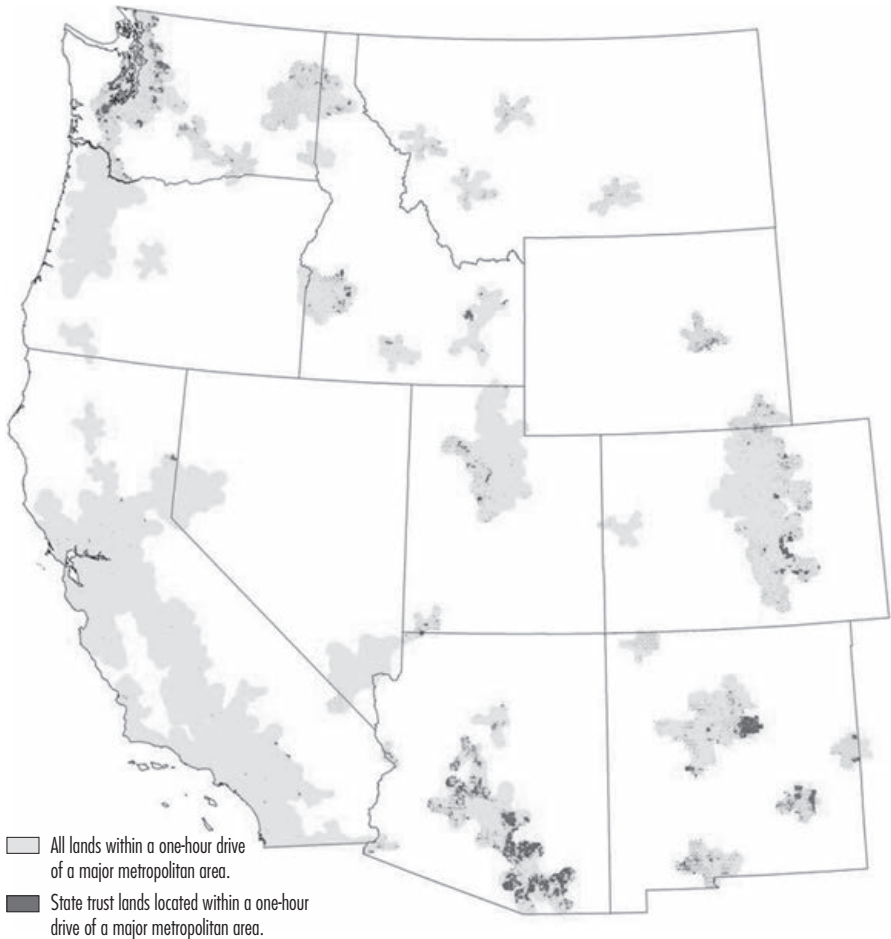 All lands within a one-hour drive
of a major metropolitan area.
State trust lands located within a one-hour
drive of a major metropolitan area.